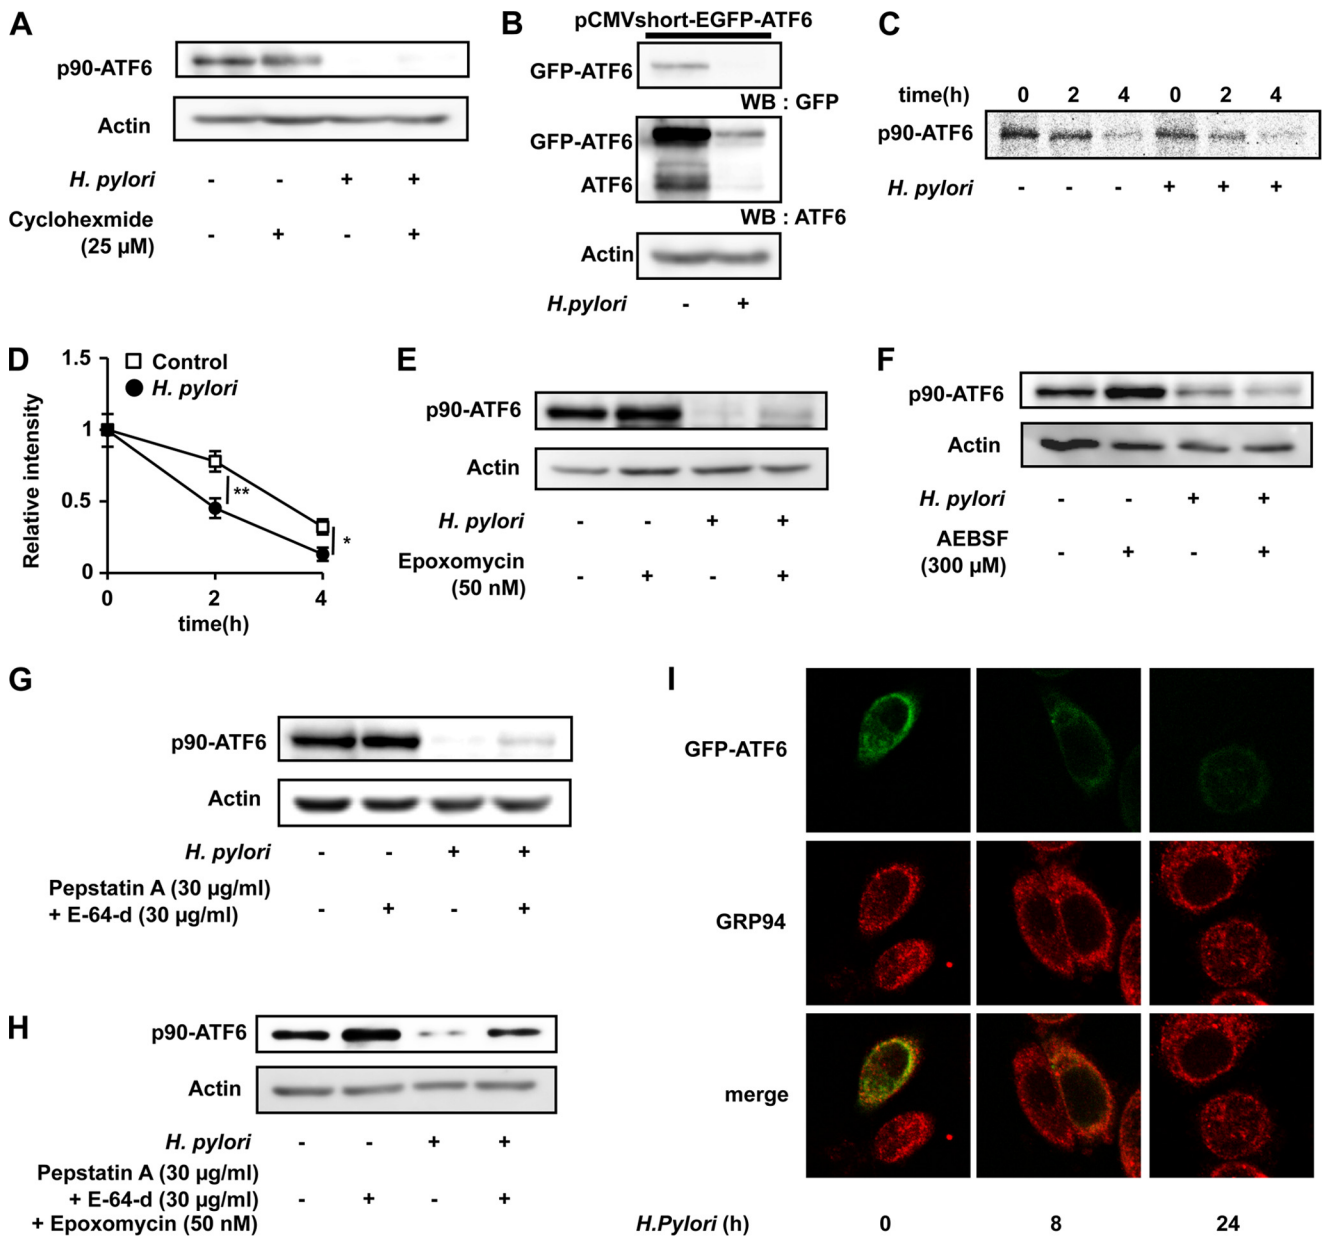 A
p90-ATF6
Actin
H. pylori - - + +
Cyclohexmide
(25 µM) - + - +
B
pCMVshort-EGFP-ATF6
GFP-ATF6
WB : GFP
GFP-ATF6
ATF6
WB : ATF6
Actin
H.pylori - +
C
time(h) 0 2 4 0 2 4
p90-ATF6
H. pylori - - - + + +
D
1.5
Control
H. pylori
1
0.5
0
**
*
Relative intensity
0 2 4
time(h)
E
p90-ATF6
Actin
H. pylori - - + +
Epoxomycin
(50 nM) - + - +
F
p90-ATF6
Actin
H. pylori - - + +
AEBSF
(300 µM) - + - +
G
p90-ATF6
Actin
H. pylori - - + +
Pepstatin A (30 µg/ml)
+ E-64-d (30 µg/ml) - + - +
H
p90-ATF6
Actin
H. pylori - - + +
Pepstatin A (30 µg/ml)
+ E-64-d (30 µg/ml) - + - +
+ Epoxomycin (50 nM)
I
GFP-ATF6
GRP94
merge
H.Pylori (h) 0 8 24